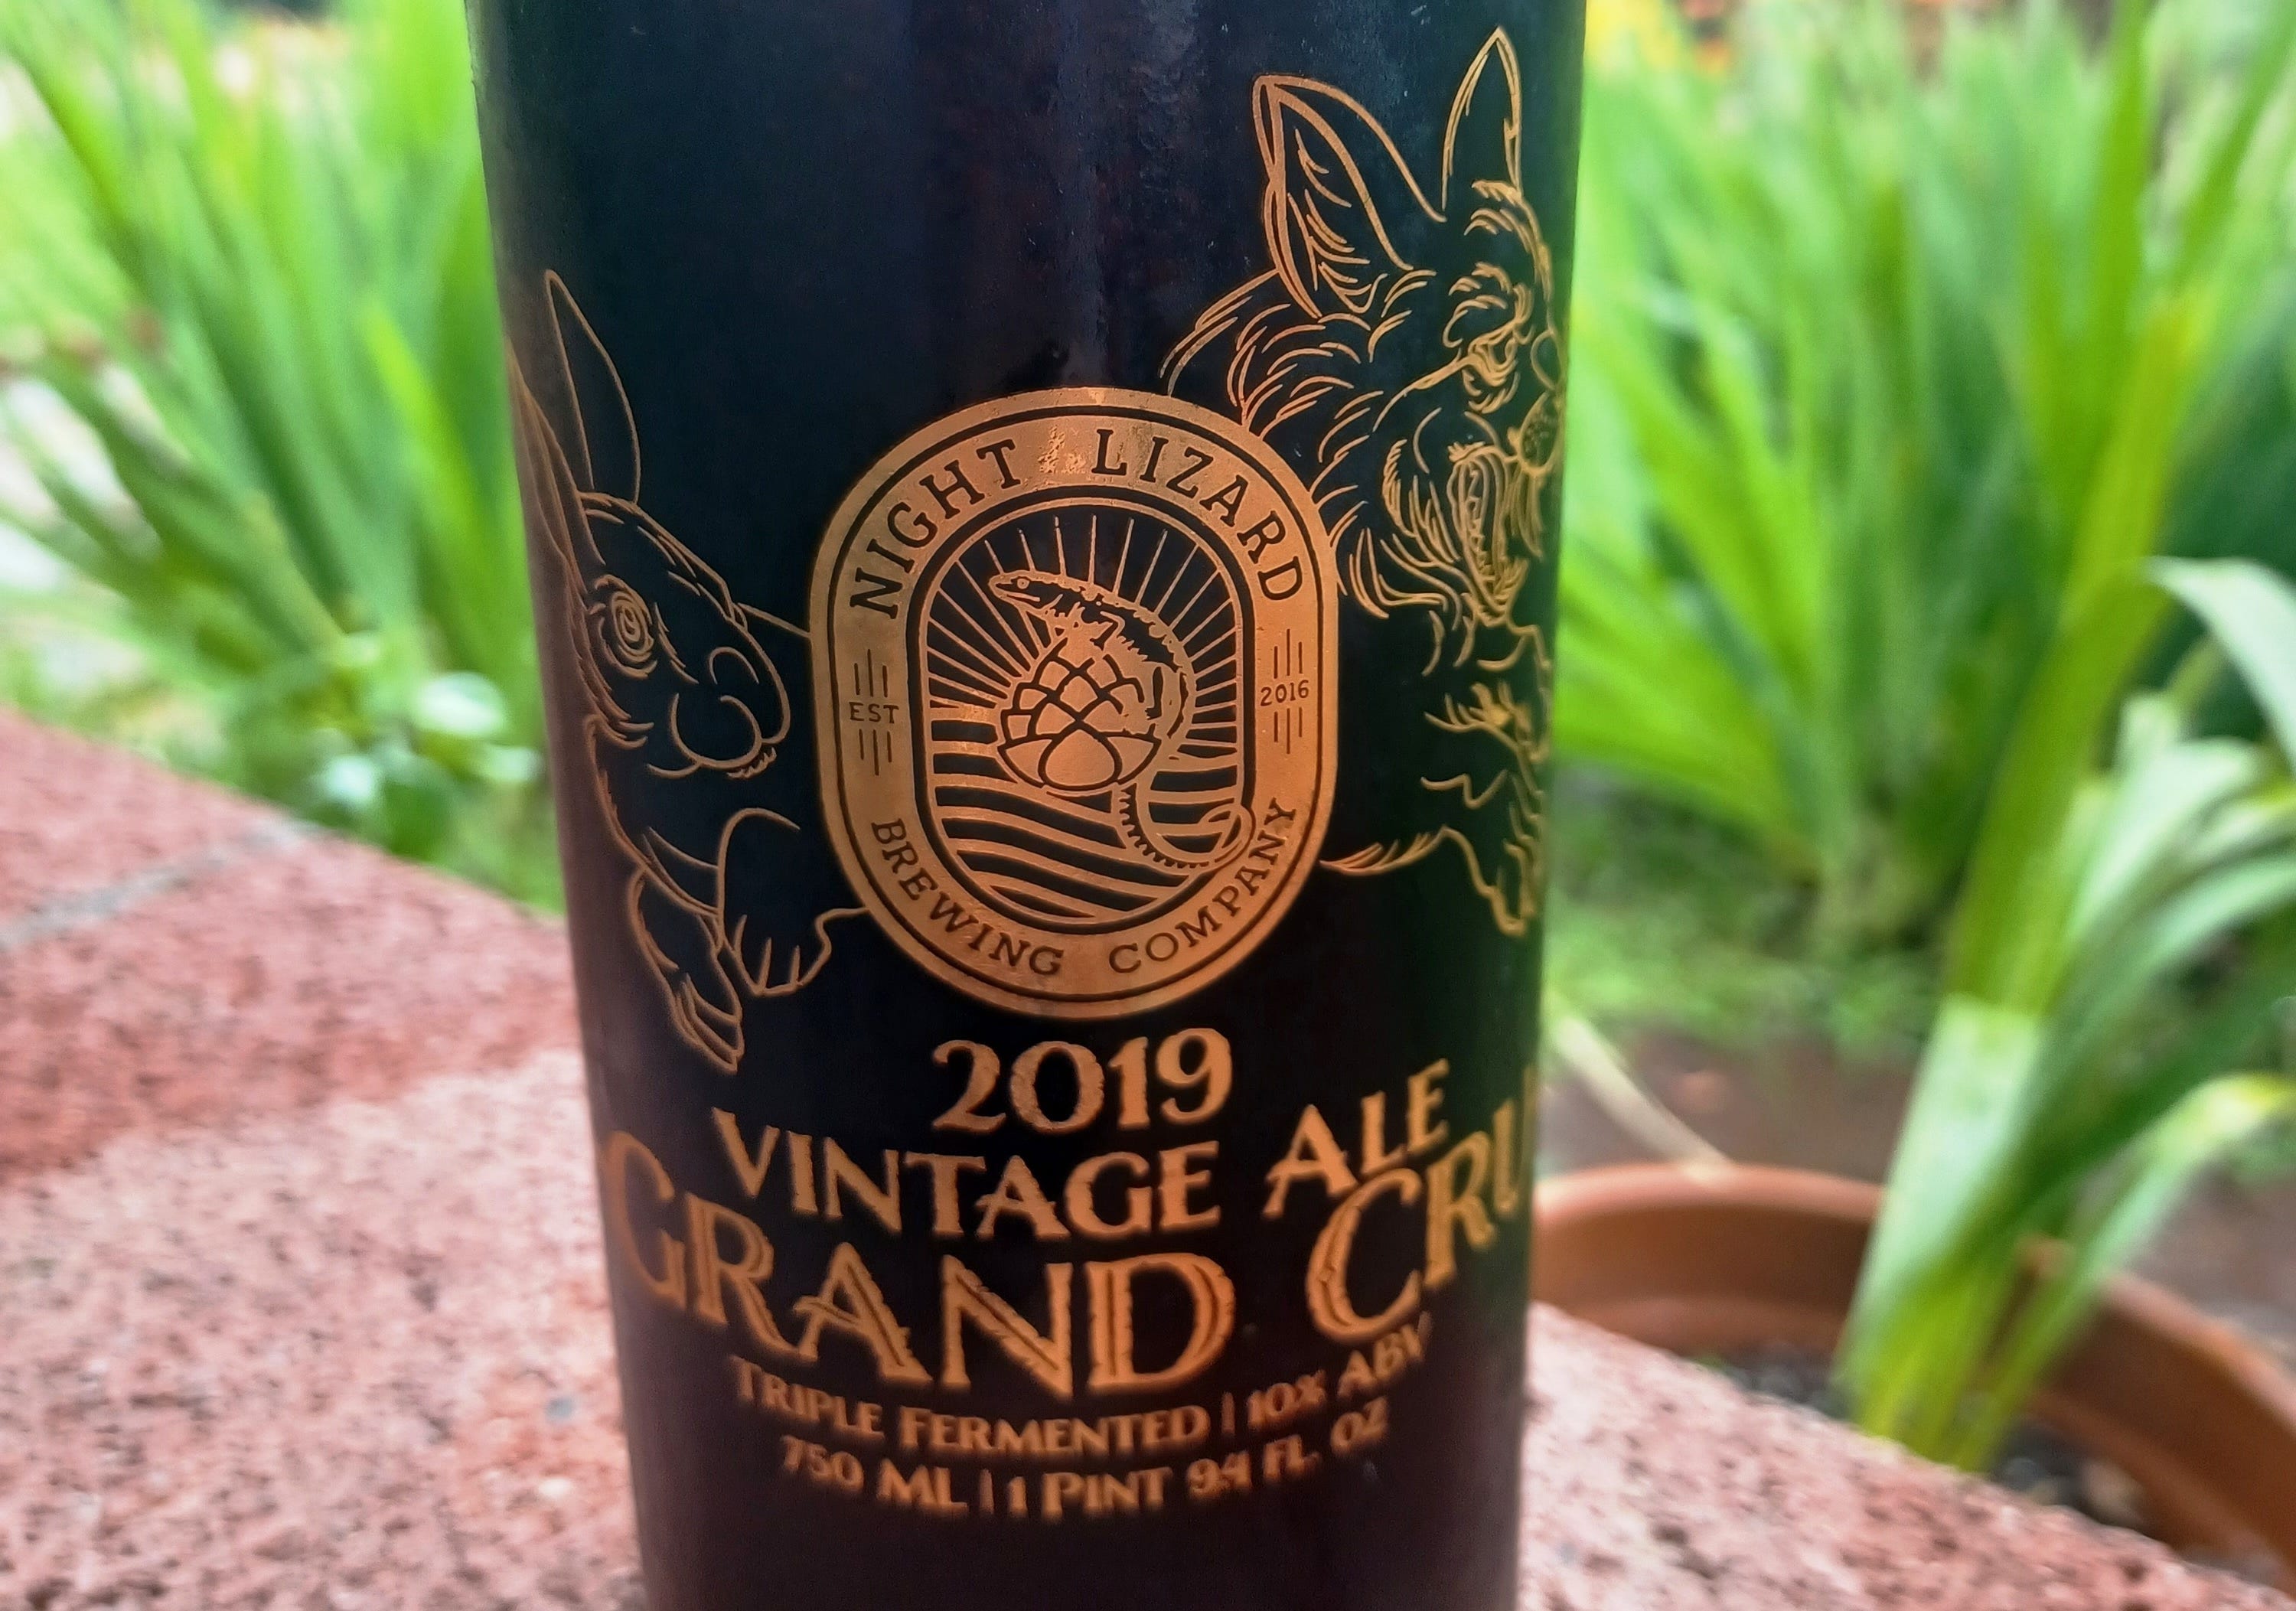 NIGHT LIZARD
EST 2016
BREWING COMPANY
2019
VINTAGE ALE
GRAND CRU
TRIPLE FERMENTED | 10% ABV
750 ML | 1 PINT 9.4 FL. OZ